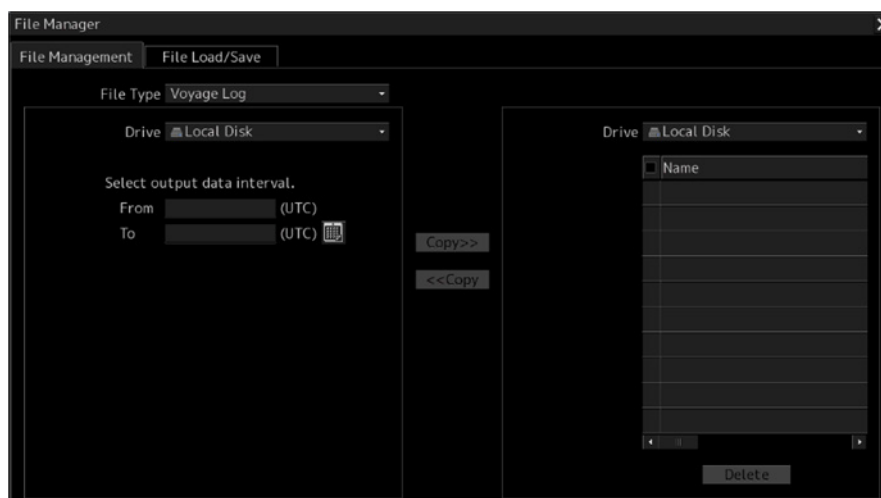 File Manager
File Management
File Load/Save
File Type Voyage Log
Drive Local Disk
Select output data interval.
From (UTC)
To (UTC)
Copy>>
<<Copy
Drive Local Disk
Name
Delete